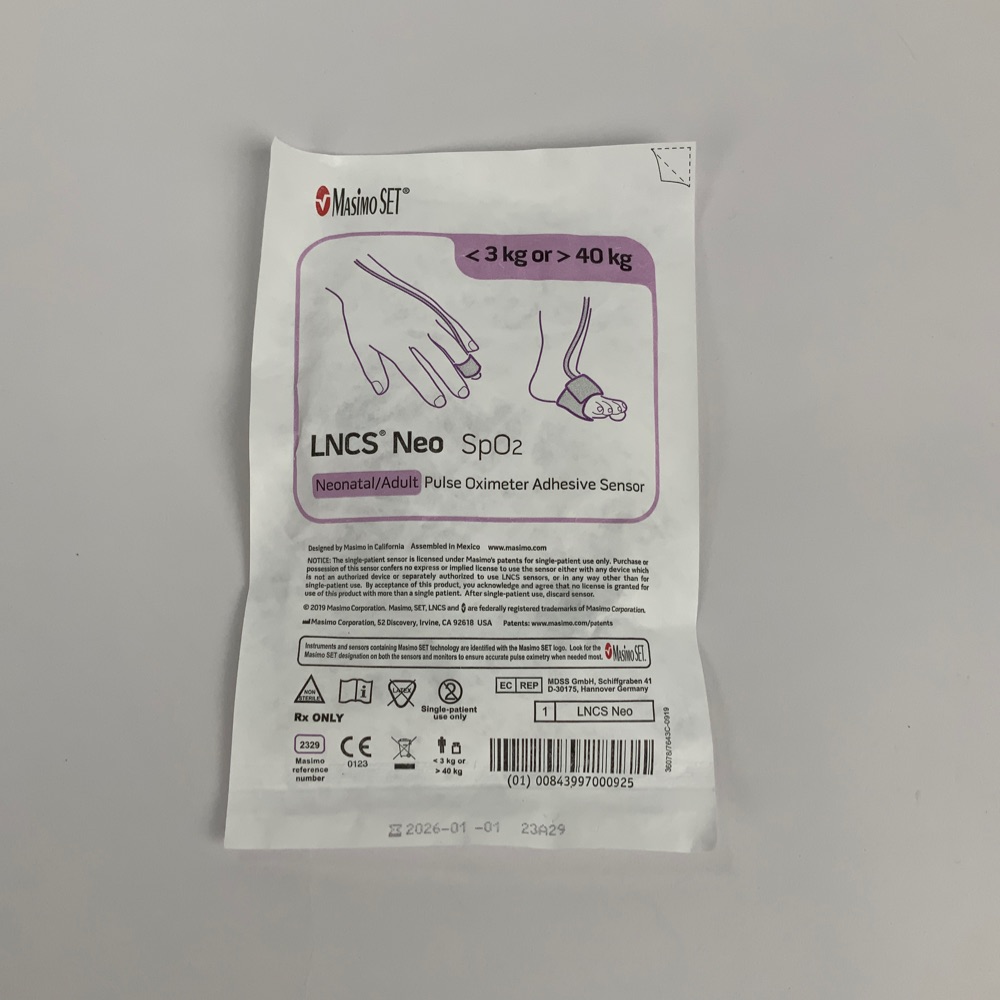 Masimo SET®
< 3 kg or > 40 kg
LNCS® Neo SpO2
Neonatal/Adult Pulse Oximeter Adhesive Sensor
Designed by Masimo in California Assembled in Mexico www.masimo.com
NOTICE: The single-patient sensor is licensed under Masimo's patents for single-patient use only. Purchase or
possession of this sensor confers no express or implied license to use the sensor either with any device which
is not an authorized device or separately authorized to use LNCS sensors, or in any way other than for
single-patient use. By acceptance of this product, you acknowledge and agree that no license is granted for
use of this product with more than a single patient. After single-patient use, discard sensor.
© 2019 Masimo Corporation. Masimo, SET, LNCS and are federally registered trademarks of Masimo Corporation.
Masimo Corporation, 52 Discovery, Irvine, CA 92618 USA Patents: www.masimo.com/patents
Instruments and sensors containing Masimo SET technology are identified with the Masimo SET logo. Look for the
Masimo SET designation on both the sensors and monitors to ensure accurate pulse oximetry when needed most.
Masimo SET.
NON
STERILE
LATEX
Single-patient
use only
EC REP
MDSS GmbH, Schiffgraben 41
D-30175, Hannover Germany
Rx ONLY
1 LNCS Neo
2329
Masimo
reference
number
CE
0123
< 3 kg or
> 40 kg
(01) 00843997000925
36078/7643C-0919
2026-01-01 23A29